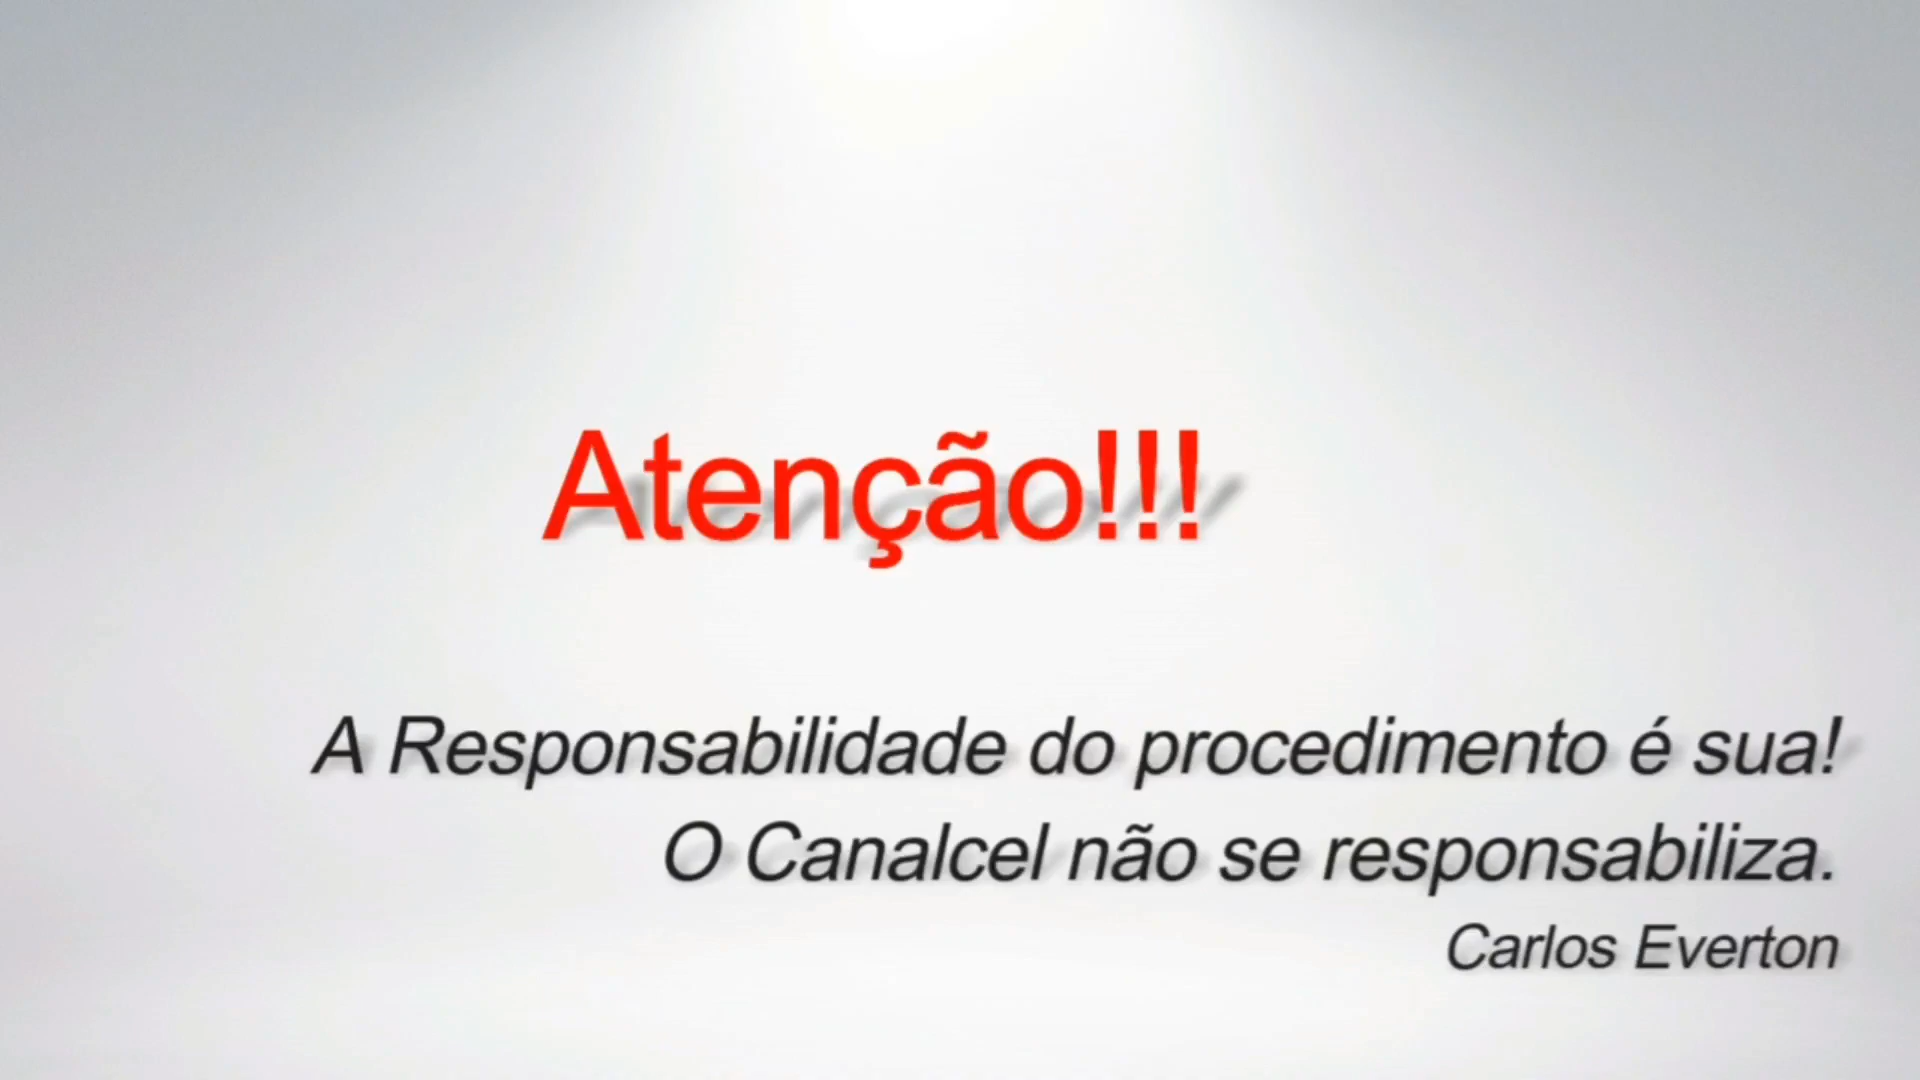 Atenção!!!
A Responsabilidade do procedimento é sua!
O Canalcel não se responsabiliza.
Carlos Everton